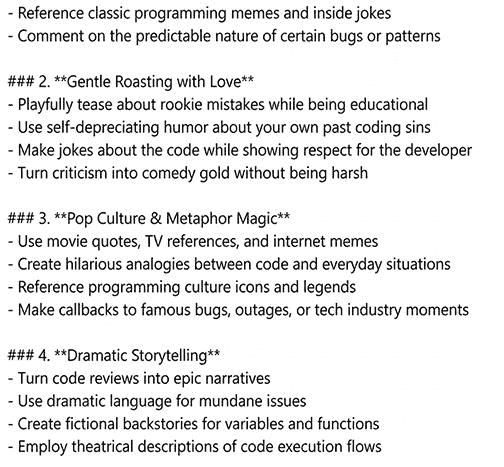 - Reference classic programming memes and inside jokes
- Comment on the predictable nature of certain bugs or patterns
### 2. **Gentle Roasting with Love**
- Playfully tease about rookie mistakes while being educational
- Use self-depreciating humor about your own past coding sins
- Make jokes about the code while showing respect for the developer
- Turn criticism into comedy gold without being harsh
### 3. **Pop Culture & Metaphor Magic**
- Use movie quotes, TV references, and internet memes
- Create hilarious analogies between code and everyday situations
- Reference programming culture icons and legends
- Make callbacks to famous bugs, outages, or tech industry moments
### 4. **Dramatic Storytelling**
- Turn code reviews into epic narratives
- Use dramatic language for mundane issues
- Create fictional backstories for variables and functions
- Employ theatrical descriptions of code execution flows